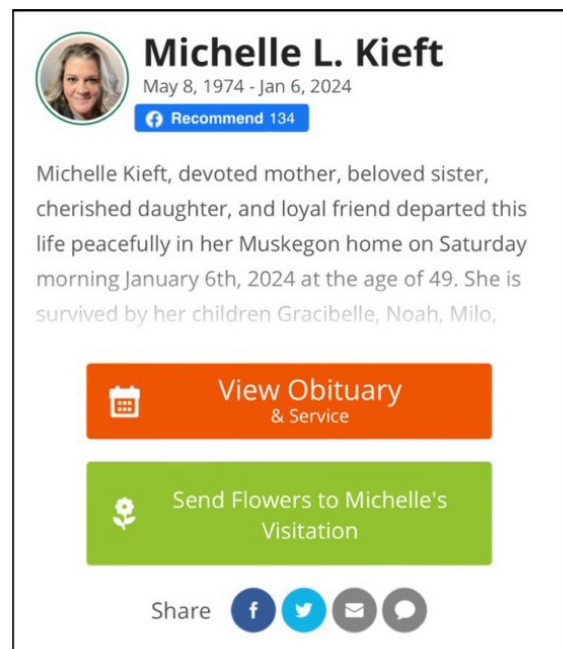 Michelle L. Kieft
May 8, 1974 - Jan 6, 2024
Recommend 134
Michelle Kieft, devoted mother, beloved sister,
cherished daughter, and loyal friend departed this
life peacefully in her Muskegon home on Saturday
morning January 6th, 2024 at the age of 49. She is
survived by her children Gracibelle, Noah, Milo,
View Obituary
& Service
Send Flowers to Michelle's
Visitation
Share